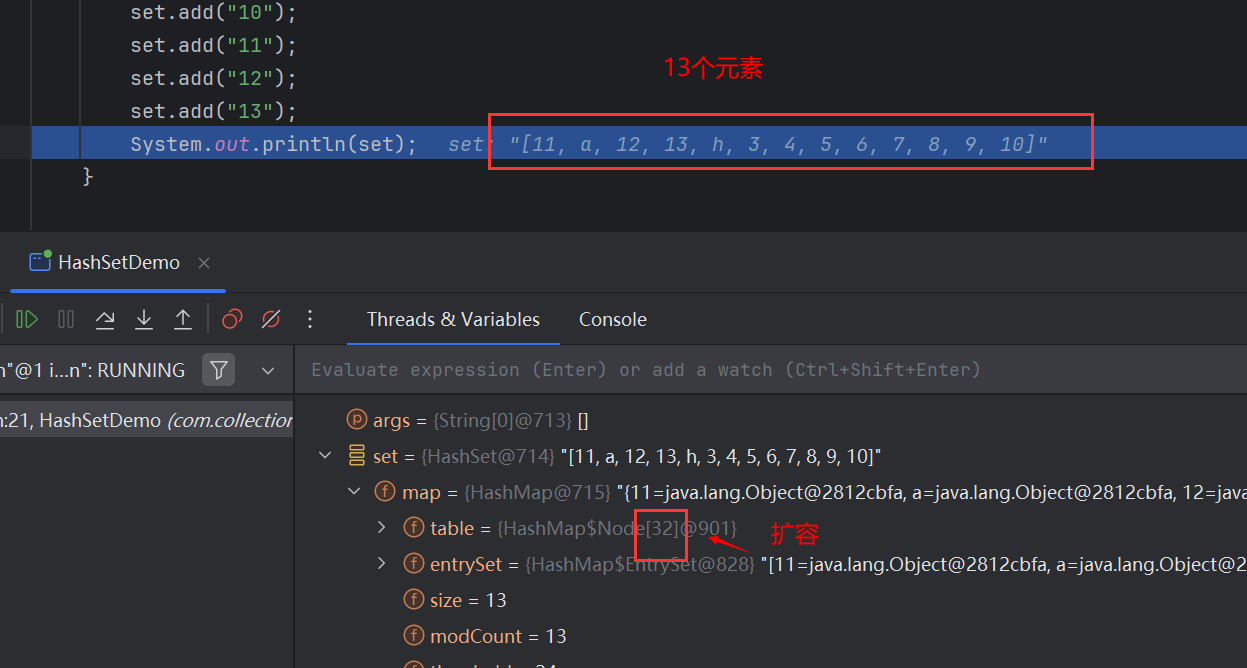 set.add("10");
set.add("11");
13个元素
set.add("12");
set.add("13");
System.out.println(set);   set: "[11, a, 12, 13, h, 3, 4, 5, 6, 7, 8, 9, 10]"
}
HashSetDemo
Threads & Variables
Console
n"@1 i...n": RUNNING
Evaluate expression (Enter) or add a watch (Ctrl+Shift+Enter)
n:21, HashSetDemo (com.collection
args = {String[0]@713} []
set = {HashSet@714} "[11, a, 12, 13, h, 3, 4, 5, 6, 7, 8, 9, 10]"
map = {HashMap@715} "{11=java.lang.Object@2812cbfa, a=java.lang.Object@2812cbfa, 12=java
table = {HashMap$Node[32]@901}
扩容
entrySet = {HashMap$EntrySet@828} "[11=java.lang.Object@2812cbfa, a=java.lang.Object@2
size = 13
modCount = 13